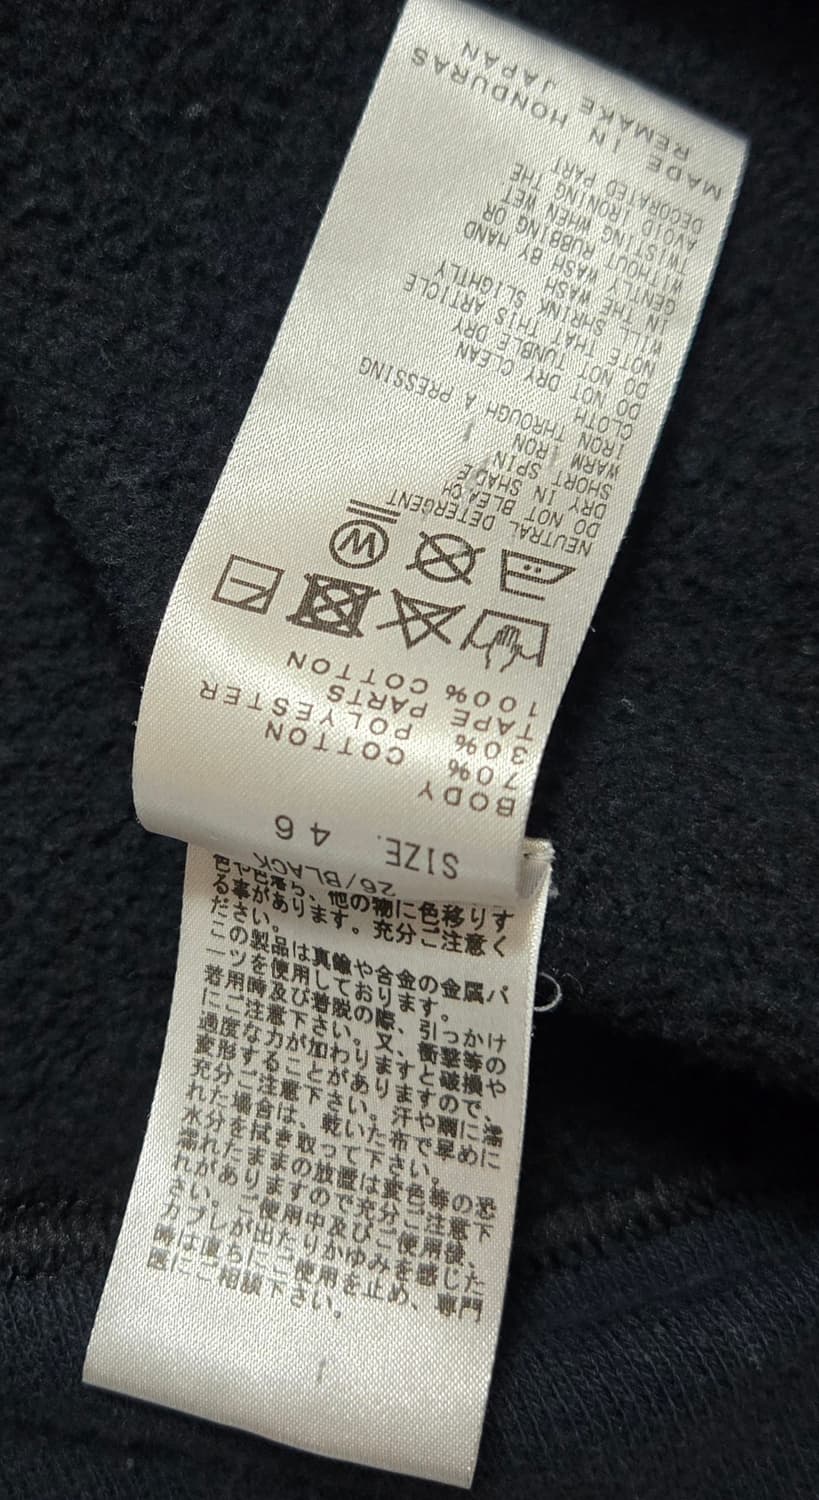 26/BLACK
SIZE. 46
BODY
70% COTTON
30% POLYESTER
TAPE PARTS
100% COTTON
W
NEUTRAL DETERGENT
DO NOT BLEACH
DRY IN SHADE
SHORT SPIN
WARM IRON
IRON THROUGH A PRESSING
CLOTH
DO NOT DRY CLEAN
DO NOT TUNBLE DRY
NOTE THAT THIS ARTICLE
WILL SHRINK SLIGHTLY
IN THE WASH
GENTLY WASH BY HAND
WITHOUT RUBBING OR
TWISTING WHEN WET
AVOID IRONING THE
DECORATED PART
MADE IN HONDURAS
REMAKE JAPAN
色や色落ち、他の物に色移りす
る事があります。充分ご注意く
ださい。
この製品は真鍮や合金の金属パ
ーツを使用しております。
着用時及び着脱の際、引っかけ
にご注意下さい。又、衝撃等の
過度な力が加わりますと破損や
変形することがありますので、
充分ご注意下さい。汗や雨に濡
れた場合は、乾いた布で早めに
水分を拭き取って下さい。
濡れたままの放置は変色等の恐
れがありますので充分ご注意下
さい。ご使用中及びご使用後、
カブレが出たりかゆみを感じた
時は直ちにご使用を止め、専門
医にご相談下さい。